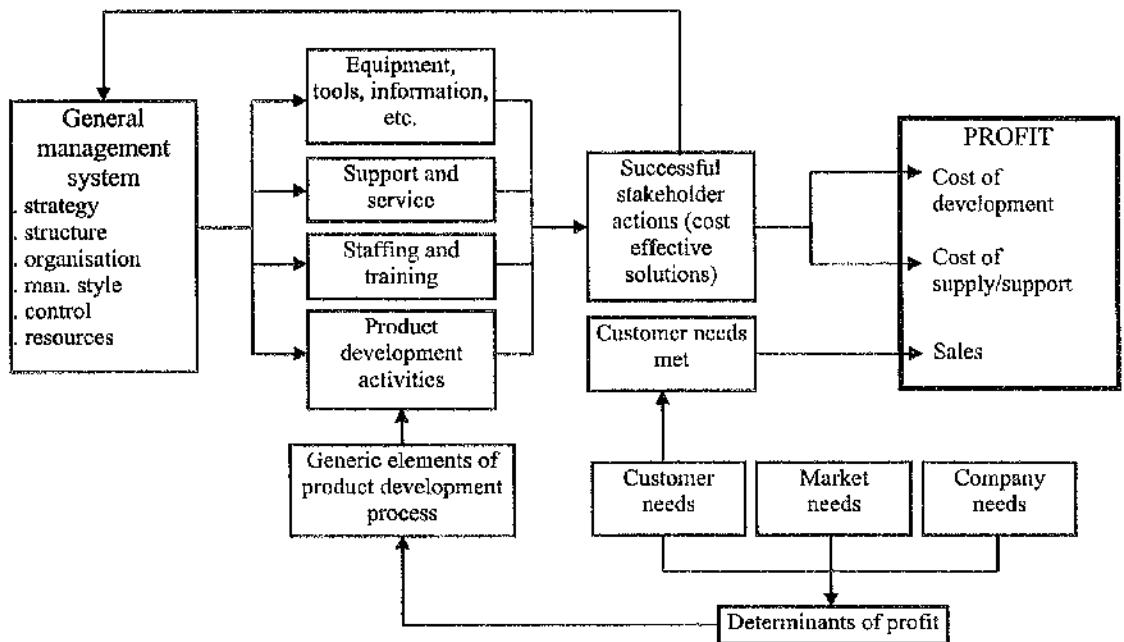 General
management
system
. strategy
. structure
. organisation
. man. style
. control
. resources
Equipment,
tools, information,
etc.
Support and
service
Staffing and
training
Product
development
activities
Generic elements of
product development
process
Successful
stakeholder
actions (cost
effective
solutions)
Customer needs
met
Customer
needs
Market
needs
Company
needs
Determinants of profit
PROFIT
Cost of
development
Cost of
supply/support
Sales